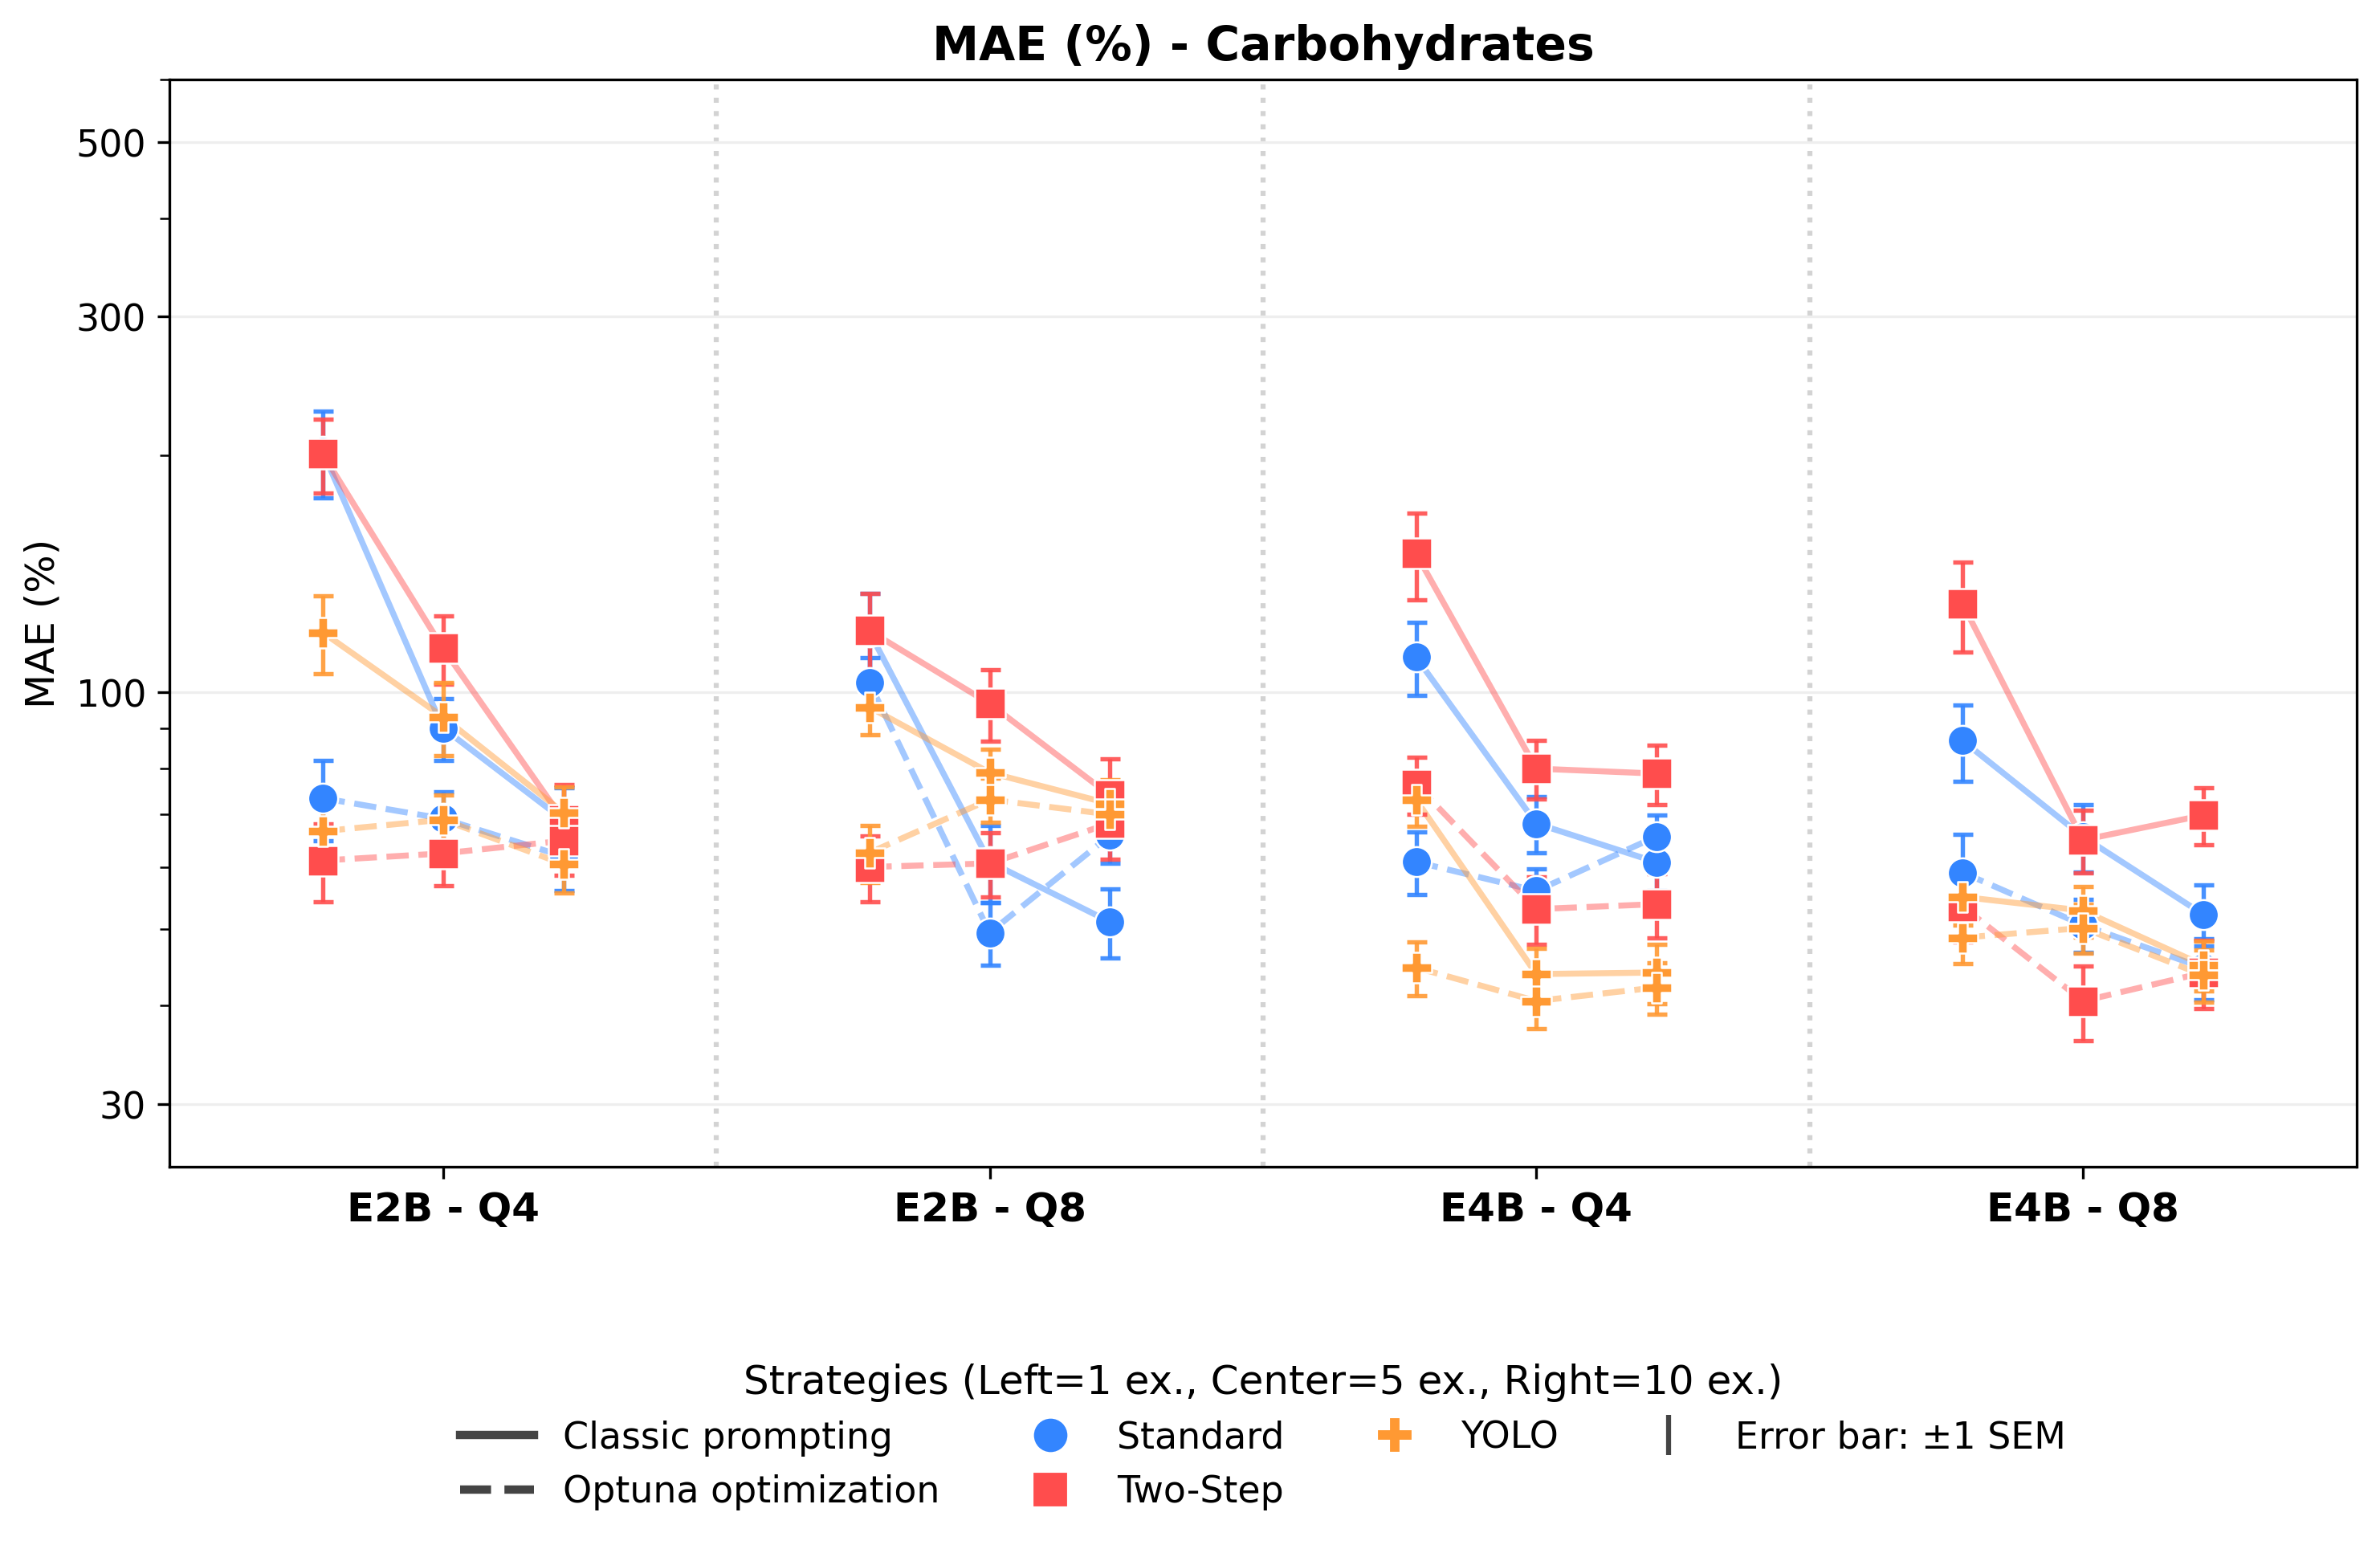 MAE (%) - Carbohydrates
MAE (%)
500
300
100
30
E2B - Q4
E2B - Q8
E4B - Q4
E4B - Q8
Strategies (Left=1 ex., Center=5 ex., Right=10 ex.)
Classic prompting
Optuna optimization
Standard
Two-Step
YOLO
Error bar: ±1 SEM